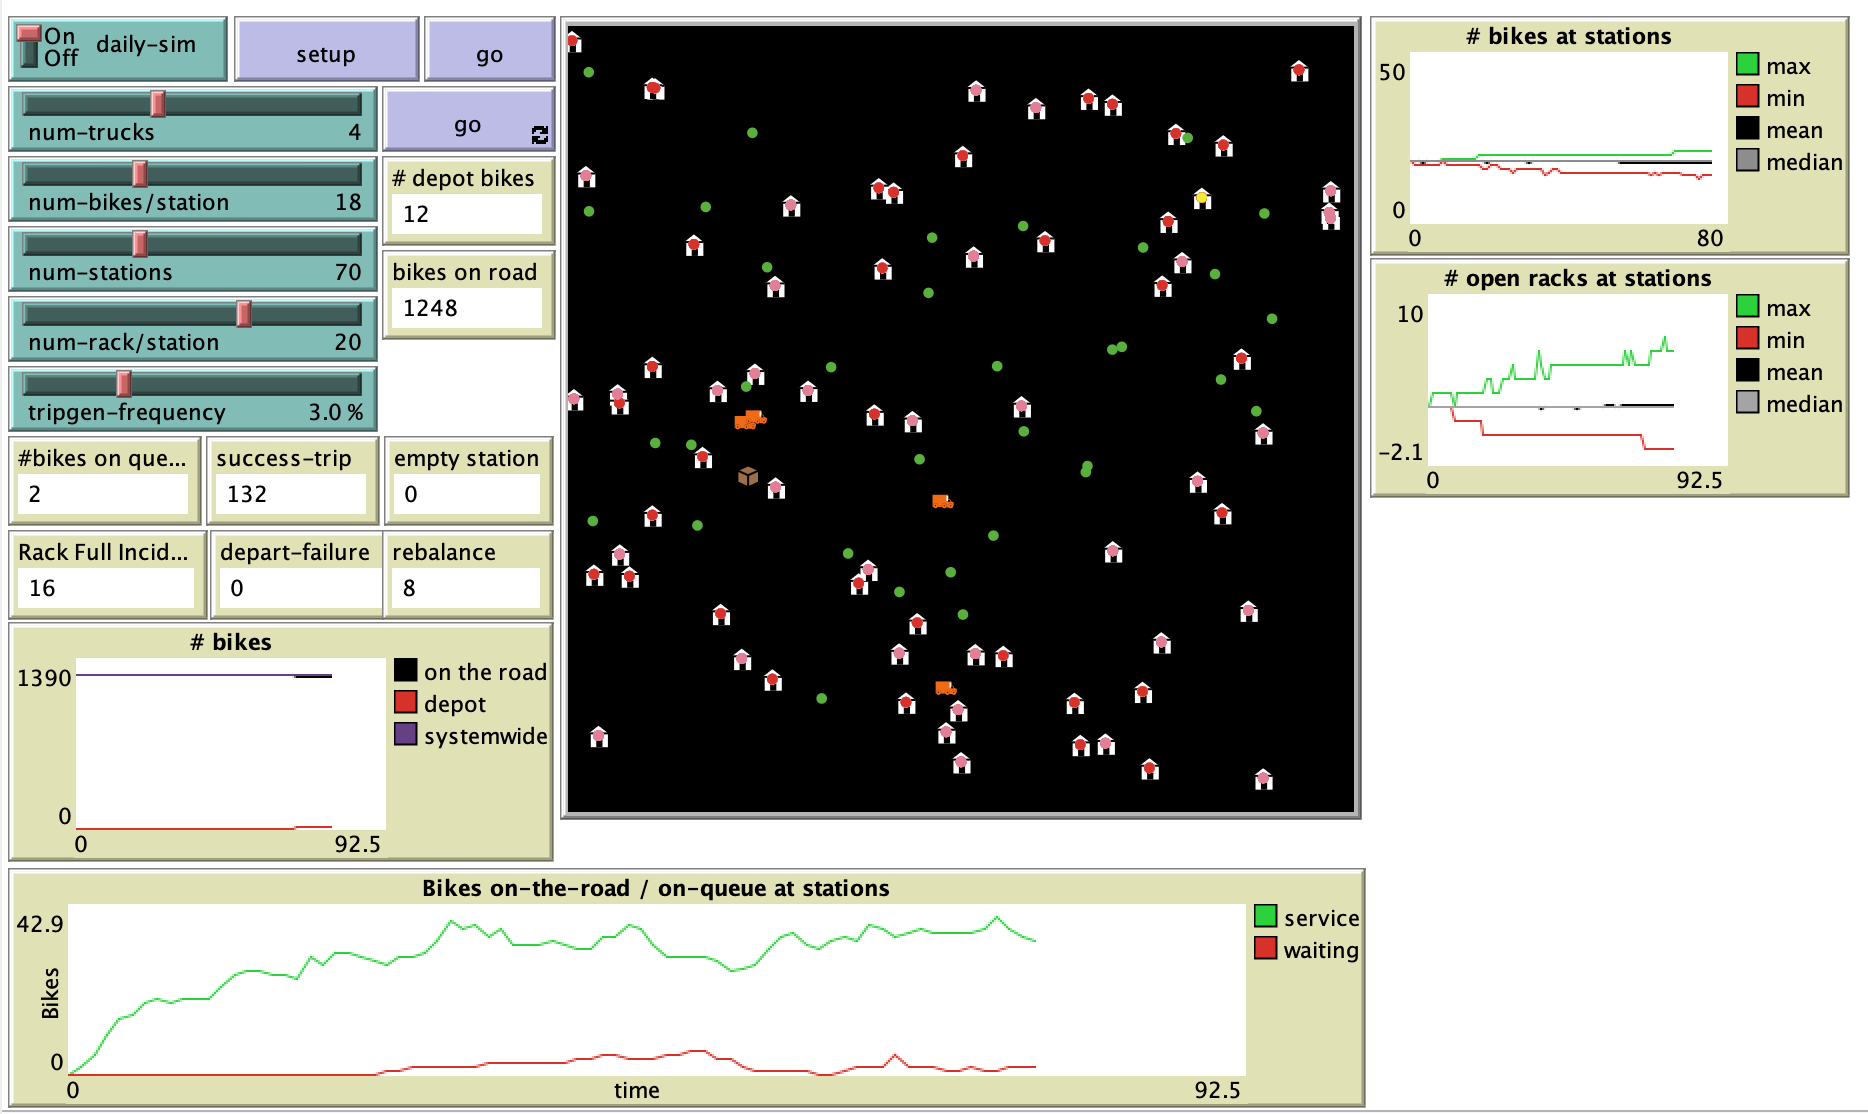 On
Off
daily-sim
setup
go
num-trucks
4
go
num-bikes/station
18
# depot bikes
12
num-stations
70
bikes on road
1248
num-rack/station
20
tripgen-frequency
3.0 %
#bikes on que...
2
success-trip
132
empty station
0
Rack Full Incid...
16
depart-failure
0
rebalance
8
# bikes
1390
0
0
92.5
on the road
depot
systemwide
# bikes at stations
50
0
0
80
max
min
mean
median
# open racks at stations
10
-2.1
0
92.5
max
min
mean
median
Bikes on-the-road / on-queue at stations
42.9
Bikes
0
0
time
92.5
service
waiting